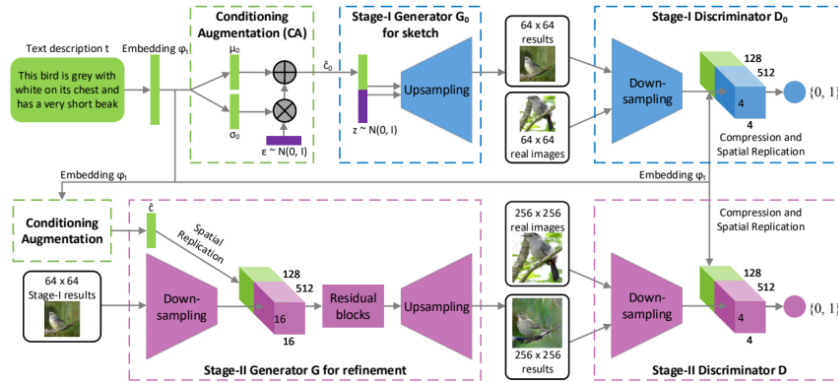 Text description t
This bird is grey with
white on its chest and
has a very short beak
Embedding φt
Conditioning
Augmentation (CA)
μ₀
σ₀
ε ~ N(0, I)
ĉ₀
Stage-I Generator G₀
for sketch
Upsampling
z ~ N(0, I)
64 x 64
results
64 x 64
real images
Stage-I Discriminator D₀
Down-
sampling
128
512
4
4
{0, 1}
Compression and
Spatial Replication
Embedding φt
Embedding φt
Conditioning
Augmentation
ĉ
Spatial
Replication
64 x 64
Stage-I results
Down-
sampling
128
512
16
16
Residual
blocks
Upsampling
Stage-II Generator G for refinement
256 x 256
real images
256 x 256
results
Compression and
Spatial Replication
Down-
sampling
128
512
4
4
{0, 1}
Stage-II Discriminator D